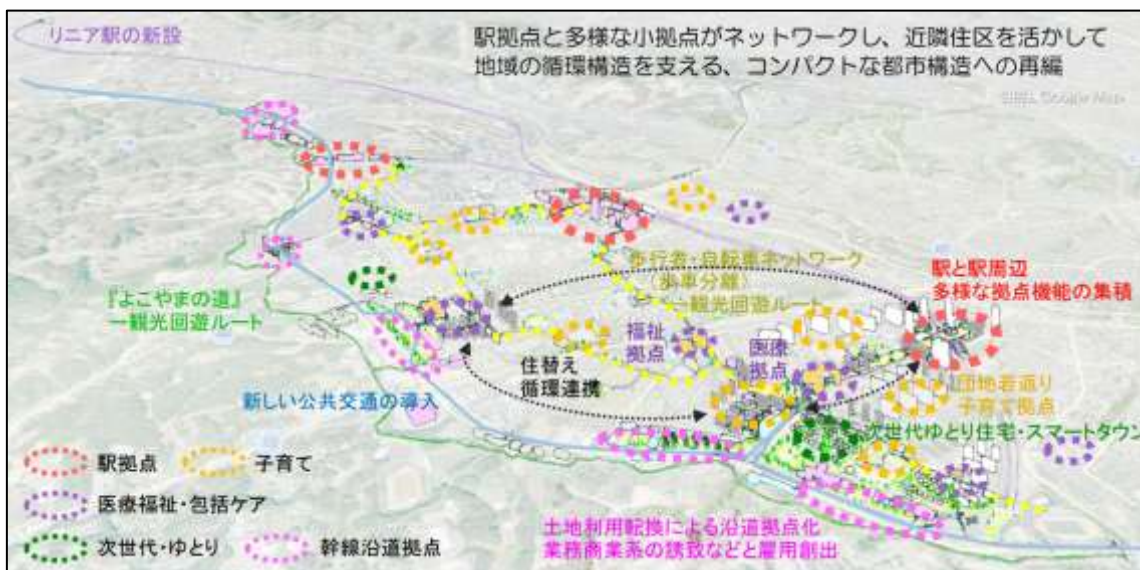 リニア駅の新設
駅拠点と多様な小拠点がネットワークし、近隣住区を活かして
地域の循環構造を支える、コンパクトな都市構造への再編
Google Map
歩行者・自転車ネットワーク
(歩車分離)
ー観光回遊ルート
駅と駅周辺
多様な拠点機能の集積
『よこやまの道』
ー観光回遊ルート
福祉
拠点
医療
拠点
住替え
循環連携
団地若返り
子育て拠点
新しい公共交通の導入
次世代ゆとり住宅・スマートタウン
駅拠点
子育て
医療福祉・包括ケア
次世代・ゆとり
幹線沿道拠点
土地利用転換による沿道拠点化
業務商業系の誘致などと雇用創出